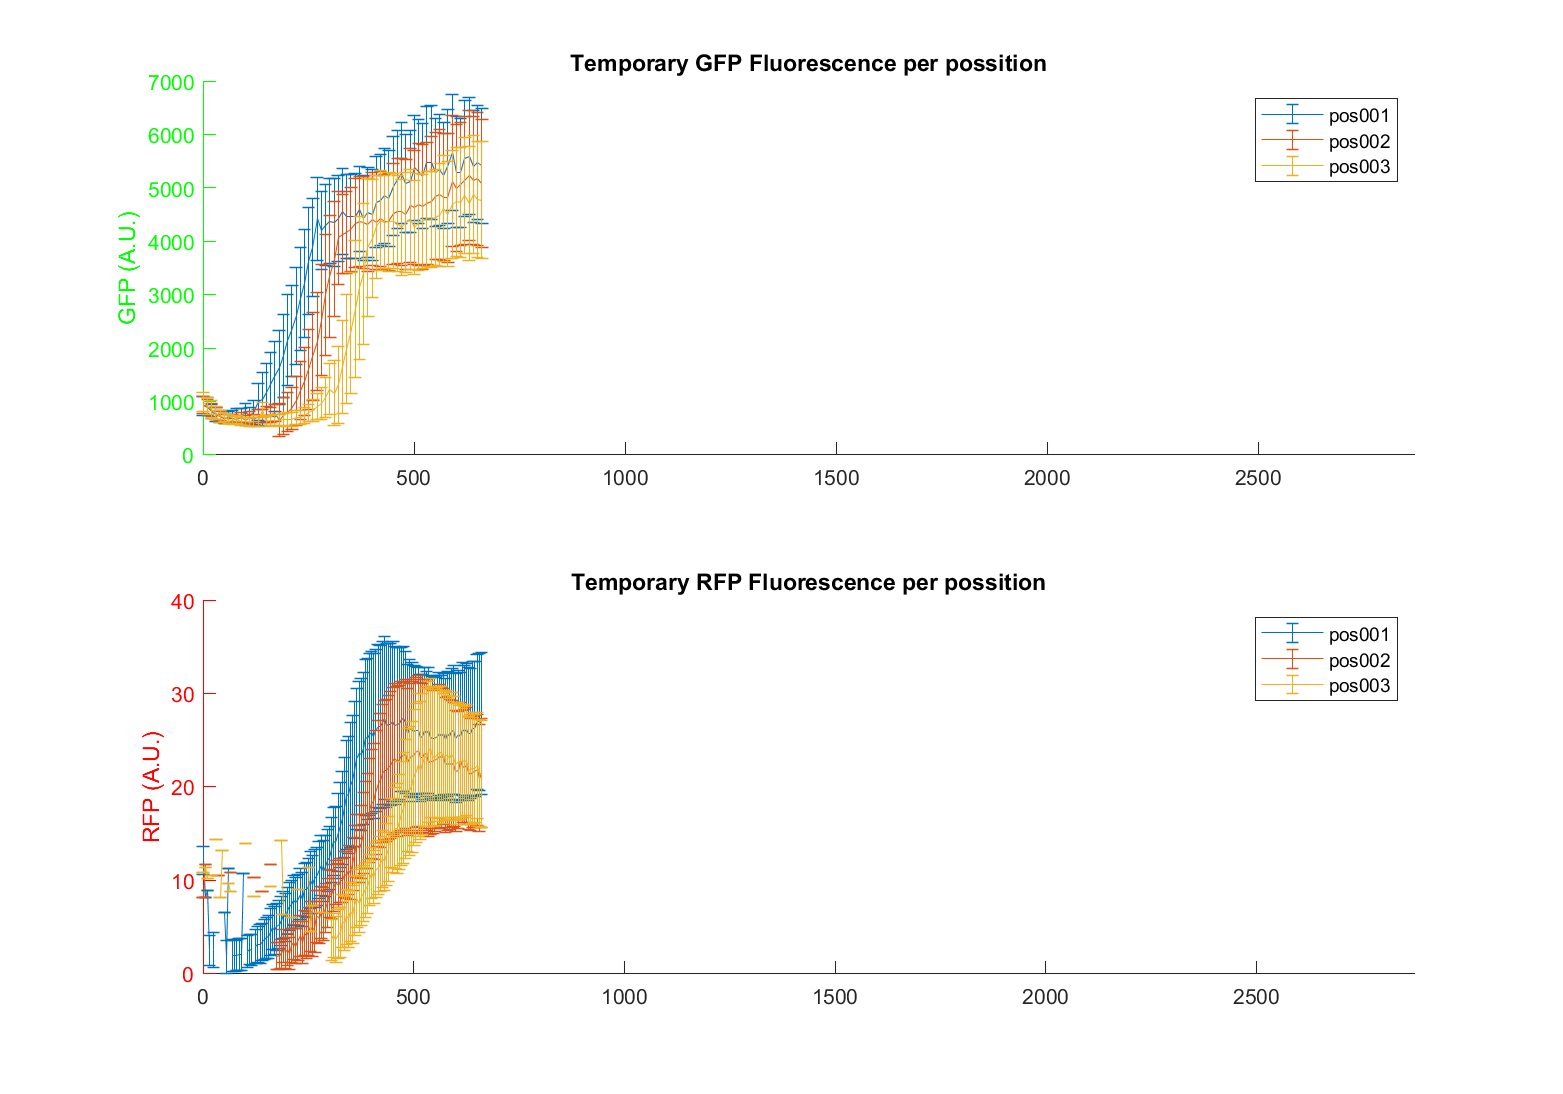 Temporary GFP Fluorescence per possition
7000
6000
5000
4000
3000
2000
1000
0
GFP (A.U.)
pos001
pos002
pos003
0 500 1000 1500 2000 2500
Temporary RFP Fluorescence per possition
40
30
20
10
0
RFP (A.U.)
pos001
pos002
pos003
0 500 1000 1500 2000 2500